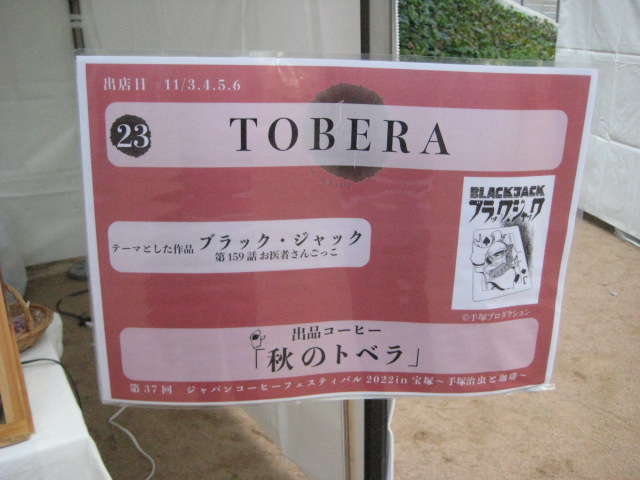 出店日 11/3.4.5.6
23 TOBERA
BLACK JACK
ブラック・ジャック
テーマとした作品 ブラック・ジャック
第159話 お医者さんごっこ
©手塚プロダクション
出品コーヒー
「秋のトベラ」
第37回 ジャパンコーヒーフェスティバル2022in宝塚～手塚治虫と珈琲～